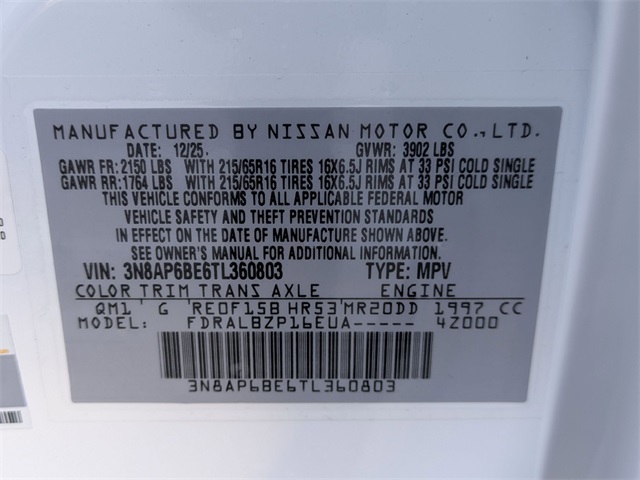 MANUFACTURED BY NISSAN MOTOR CO., LTD.
DATE: 12/25. GVWR: 3902 LBS
GAWR FR: 2150 LBS WITH 215/65R16 TIRES 16X6.5J RIMS AT 33 PSI COLD SINGLE
GAWR RR: 1764 LBS WITH 215/65R16 TIRES 16X6.5J RIMS AT 33 PSI COLD SINGLE
THIS VEHICLE CONFORMS TO ALL APPLICABLE FEDERAL MOTOR
VEHICLE SAFETY AND THEFT PREVENTION STANDARDS
IN EFFECT ON THE DATE OF MANUFACTURE SHOWN ABOVE.
SEE OWNER'S MANUAL FOR ADDITIONAL INFORMATION.
VIN: 3N8AP6BE6TL360803 TYPE: MPV
COLOR TRIM TRANS AXLE ENGINE
QM1 G RE0F15B HR53 MR20DD 1997 CC
MODEL: FDRALBZP16EUA----- 4Z000
3N8AP6BE6TL360803